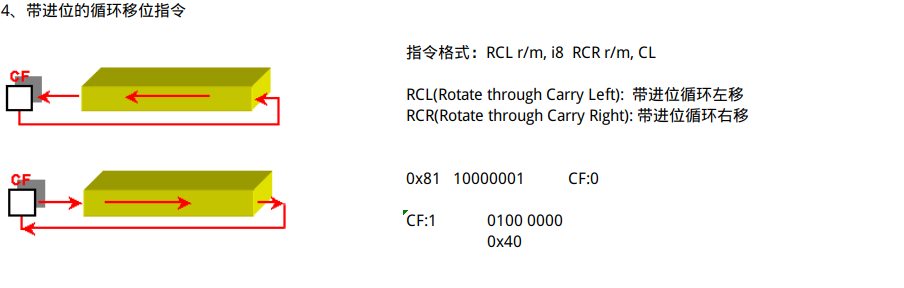 4、带进位的循环移位指令
CF
指令格式：RCL r/m, i8  RCR r/m, CL
RCL(Rotate through Carry Left):  带进位循环左移
RCR(Rotate through Carry Right): 带进位循环右移
CF
0x81   10000001          CF:0
CF:1            0100 0000
0x40